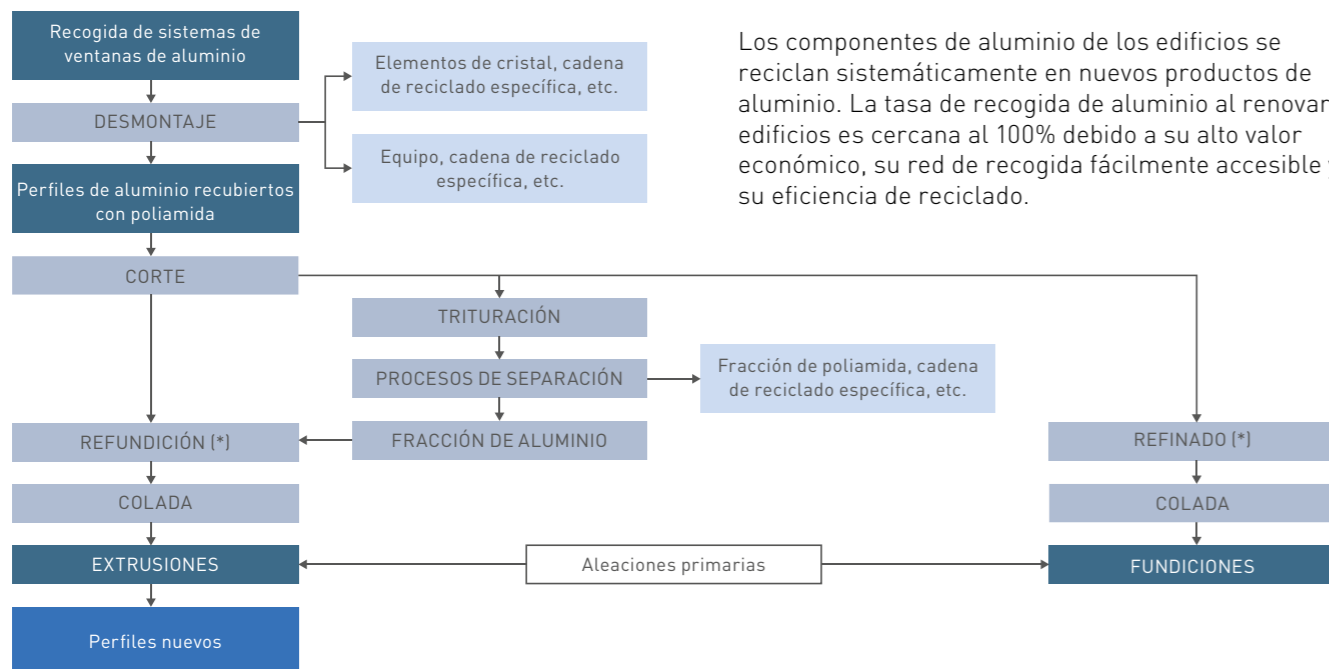 Recogida de sistemas de
ventanas de aluminio
DESMONTAJE
Elementos de cristal, cadena
de reciclado específica, etc.
Equipo, cadena de reciclado
específica, etc.
Perfiles de aluminio recubiertos
con poliamida
Los componentes de aluminio de los edificios se
reciclan sistemáticamente en nuevos productos de
aluminio. La tasa de recogida de aluminio al renovar
edificios es cercana al 100% debido a su alto valor
económico, su red de recogida fácilmente accesible y
su eficiencia de reciclado.
CORTE
TRITURACIÓN
PROCESOS DE SEPARACIÓN
Fracción de poliamida, cadena
de reciclado específica, etc.
FRACCIÓN DE ALUMINIO
REFUNDICIÓN (*)
REFINADO (*)
COLADA
COLADA
EXTRUSIONES
Aleaciones primarias
FUNDICIONES
Perfiles nuevos